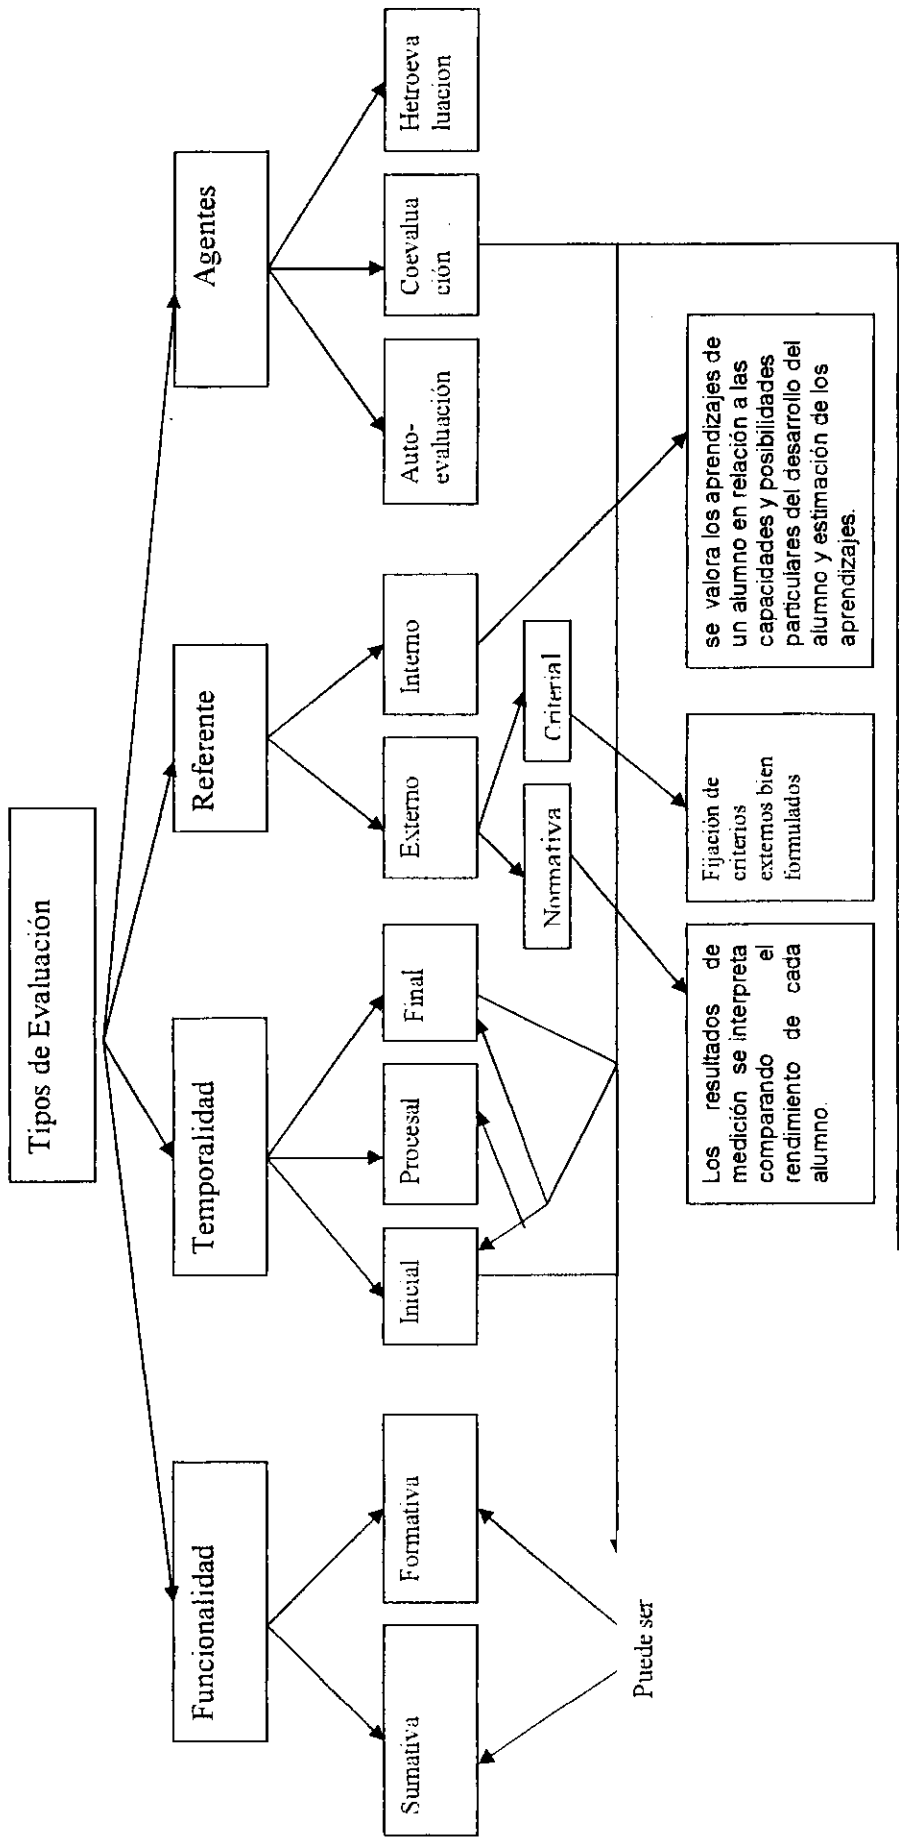 Tipos de Evaluación
Funcionalidad
Temporalidad
Referente
Agentes
Sumativa
Formativa
Inicial
Procesal
Final
Externo
Interno
Auto-
evaluación
Coevalua
ción
Hetroeva
luacion
Normativa
Criterial
Puede ser
Los resultados de
medición se interpreta
comparando el
rendimiento de cada
alumno.
Fijación de
criterios
externos bien
formulados
se valora los aprendizajes de
un alumno en relación a las
capacidades y posibilidades
particulares del desarrollo del
alumno y estimación de los
aprendizajes.